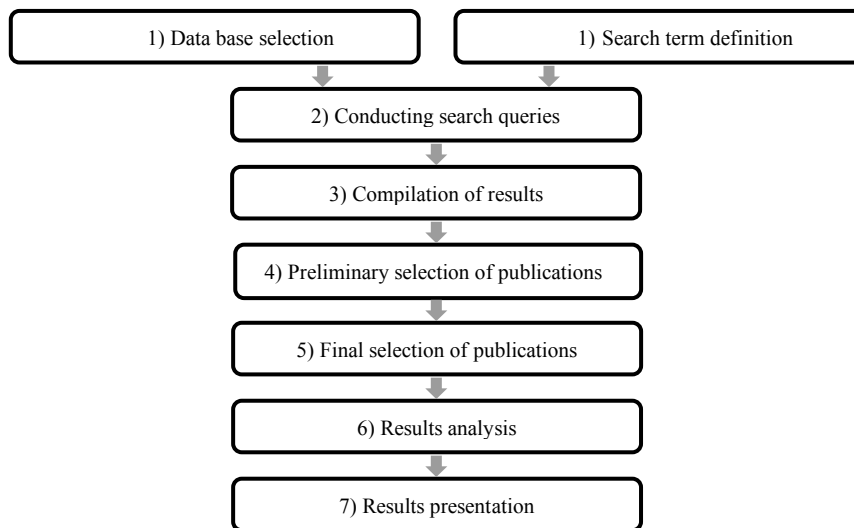 1) Data base selection
1) Search term definition
2) Conducting search queries
3) Compilation of results
4) Preliminary selection of publications
5) Final selection of publications
6) Results analysis
7) Results presentation